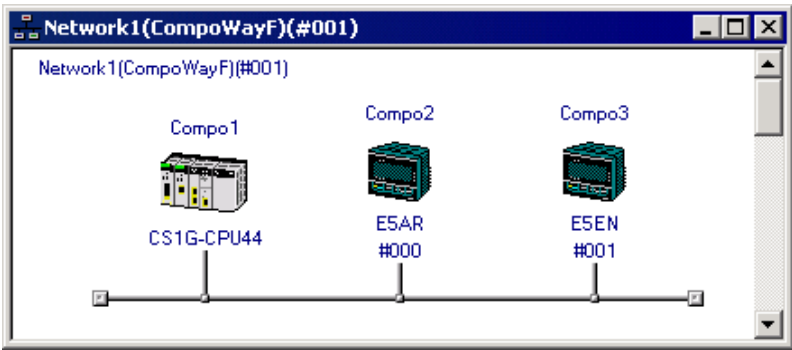 Network1(CompoWayF)(#001)
Network1(CompoWayF)(#001)
Compo1
CS1G-CPU44
Compo2
E5AR
#000
Compo3
E5EN
#001